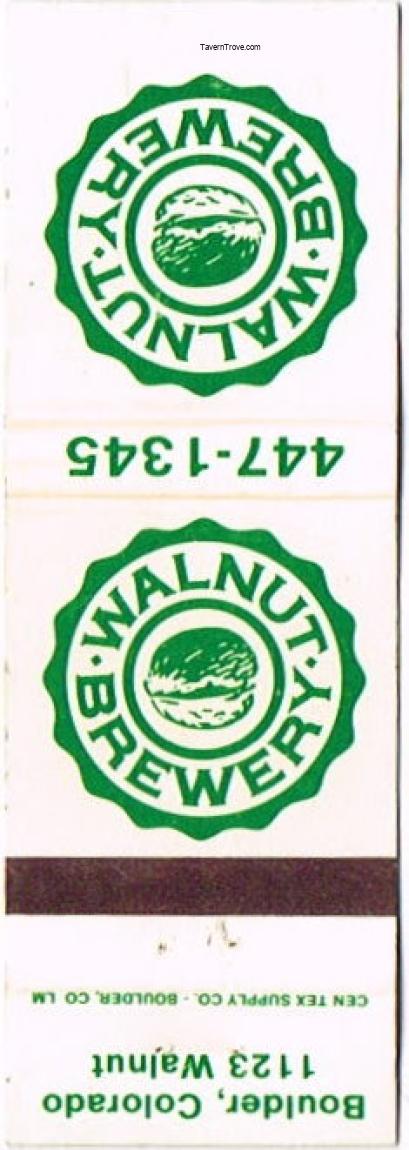 TavernTrove.com
WALNUT
BREWERY
447-1345
WALNUT
BREWERY
CEN TEX SUPPLY CO. - BOULDER, CO LM
1123 Walnut
Boulder, Colorado